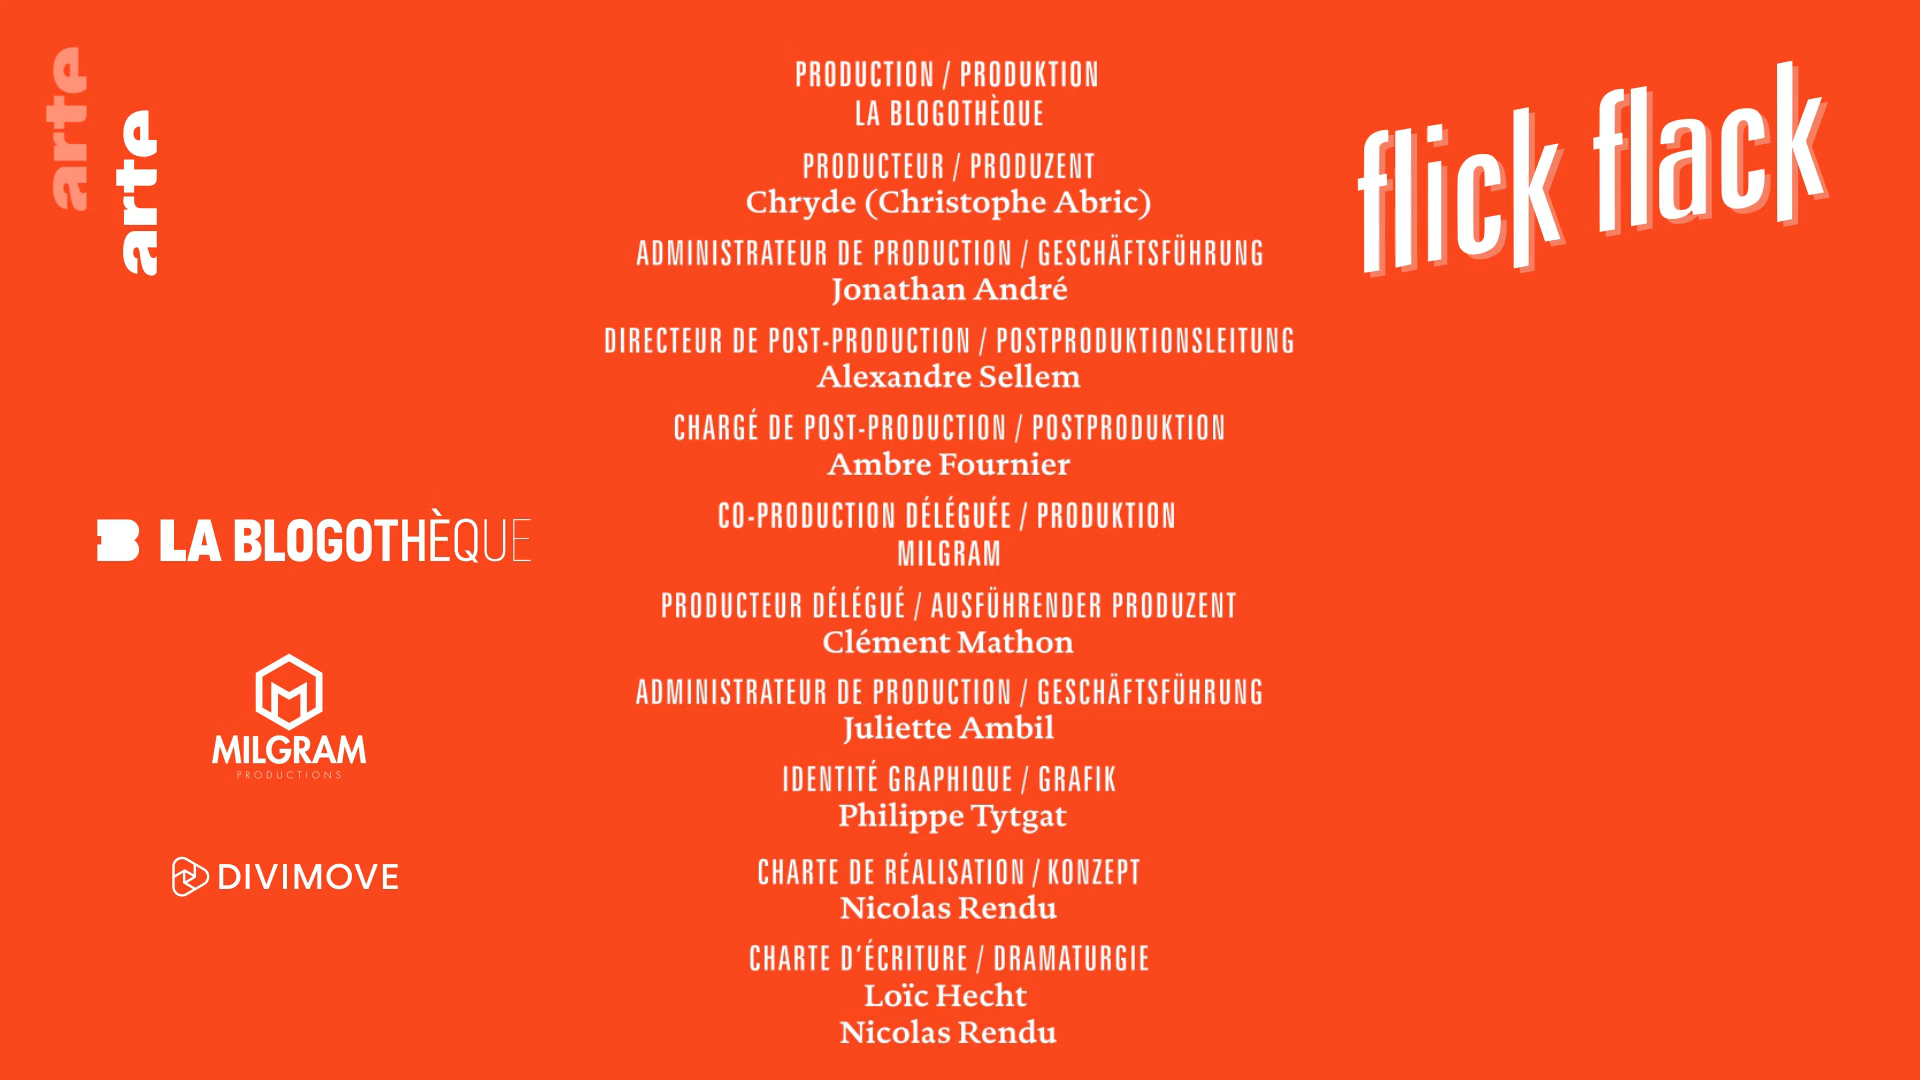 arte
arte
PRODUCTION / PRODUKTION
LA BLOGOTHÈQUE
PRODUCTEUR / PRODUZENT
Chryde (Christophe Abric)
ADMINISTRATEUR DE PRODUCTION / GESCHÄFTSFÜHRUNG
Jonathan André
DIRECTEUR DE POST-PRODUCTION / POSTPRODUKTIONSLEITUNG
Alexandre Sellem
CHARGÉ DE POST-PRODUCTION / POSTPRODUKTION
Ambre Fournier
CO-PRODUCTION DÉLÉGUÉE / PRODUKTION
MILGRAM
PRODUCTEUR DÉLÉGUÉ / AUSFÜHRENDER PRODUZENT
Clément Mathon
ADMINISTRATEUR DE PRODUCTION / GESCHÄFTSFÜHRUNG
Juliette Ambil
IDENTITÉ GRAPHIQUE / GRAFIK
Philippe Tytgat
CHARTE DE RÉALISATION / KONZEPT
Nicolas Rendu
CHARTE D'ÉCRITURE / DRAMATURGIE
Loïc Hecht
Nicolas Rendu
flick flack
B LA BLOGOTHÈQUE
M
MILGRAM
PRODUCTIONS
DIVIMOVE